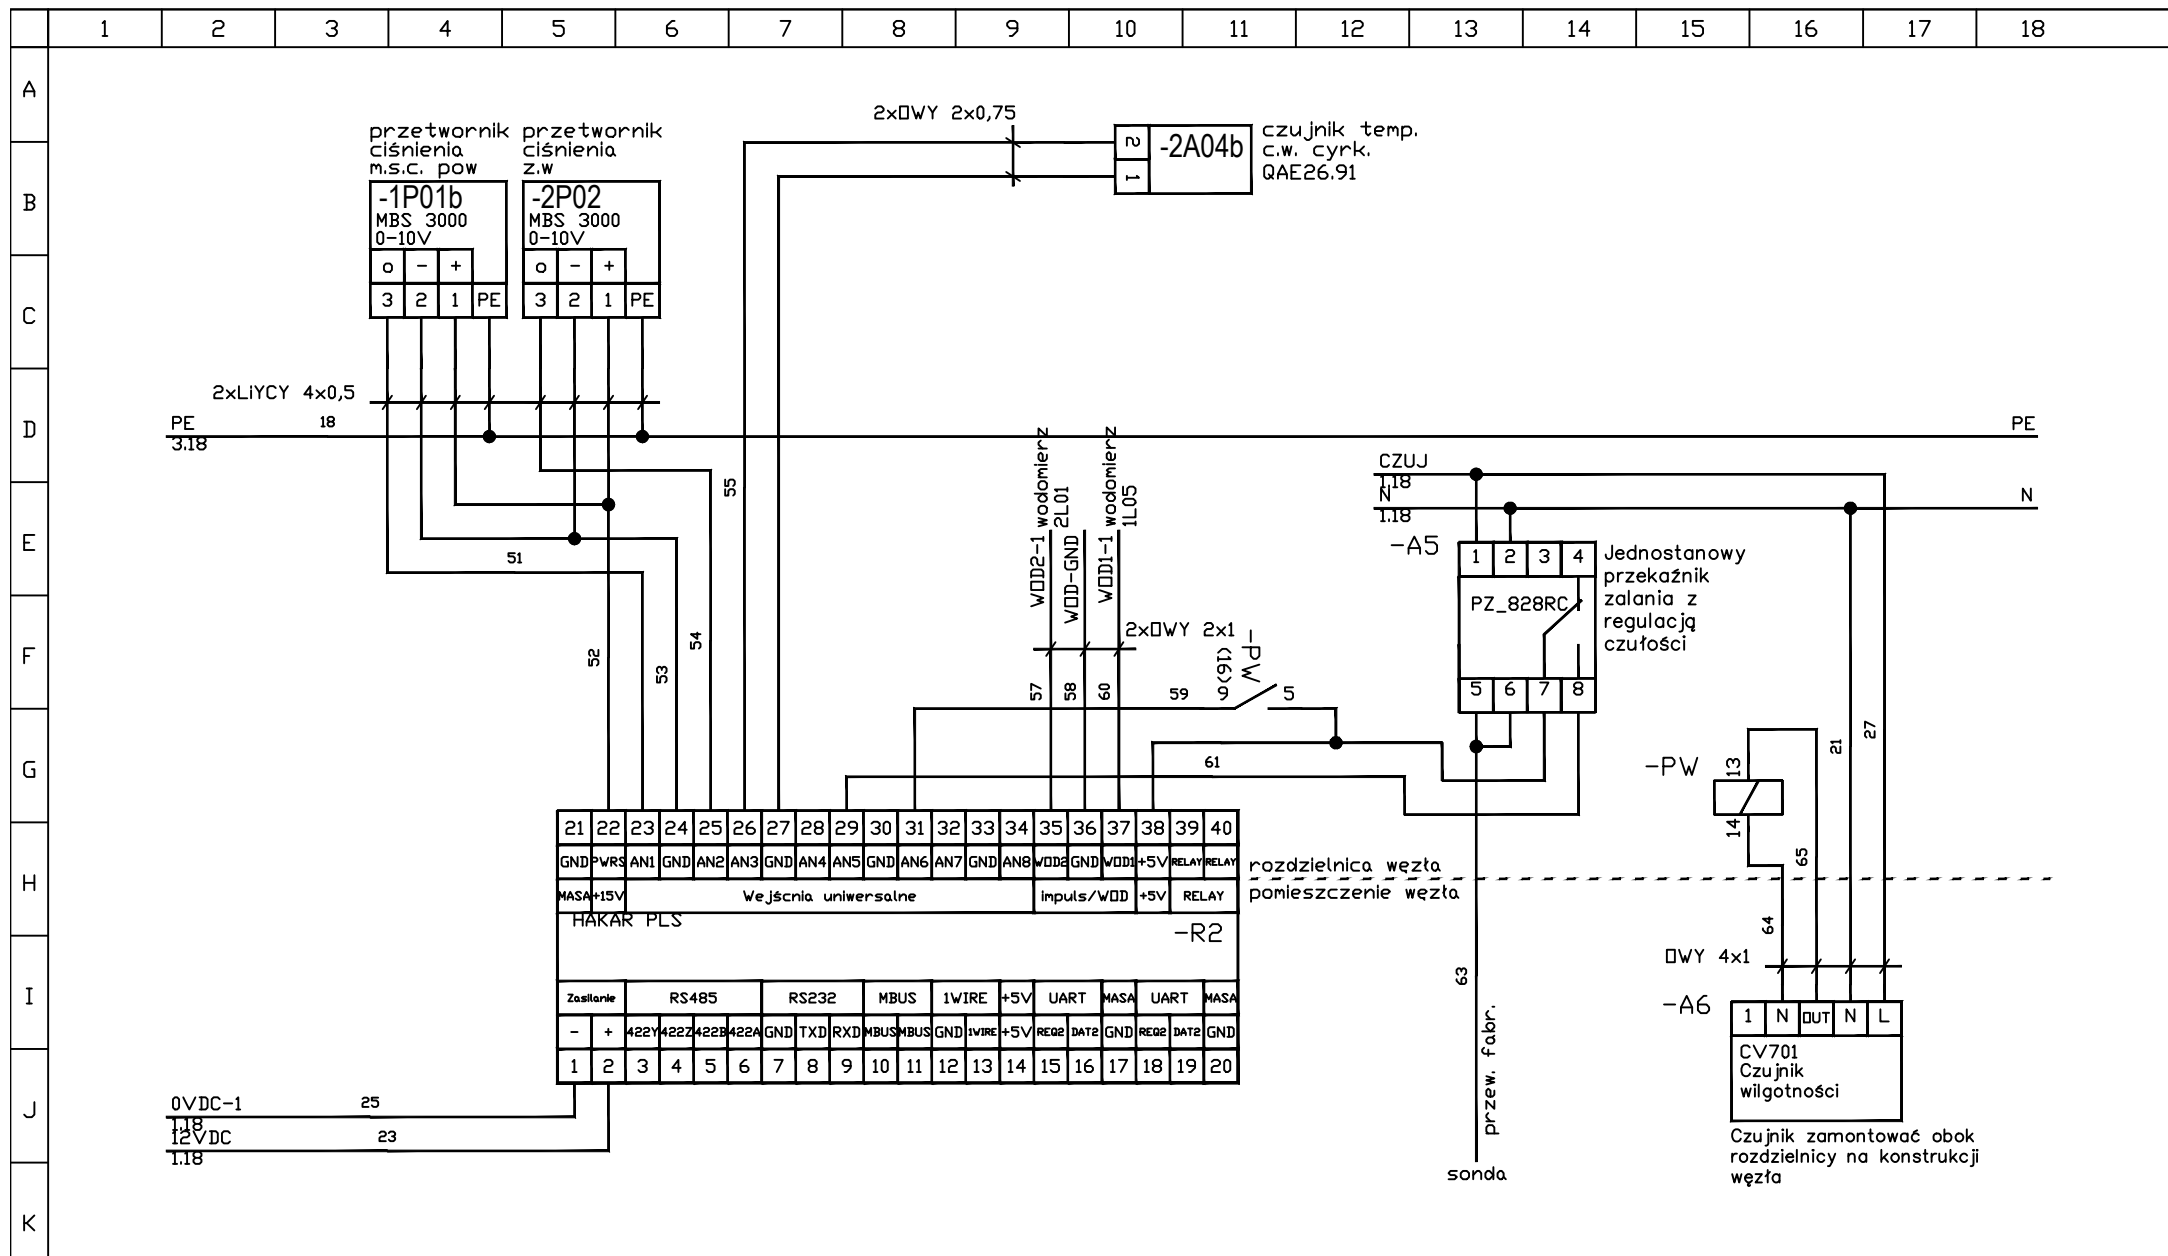 1 2 3 4 5 6 7 8 9 10 11 12 13 14 15 16 17 18
A
B
C
D
E
F
G
H
I
J
K
przetwornik
ciśnienia
m.s.c. pow
-1P01b
MBS 3000
0-10V
o - +
3 2 1 PE
przetwornik
ciśnienia
z.w
-2P02
MBS 3000
0-10V
o - +
3 2 1 PE
2xOWY 2x0,75
2
1
-2A04b
czujnik temp.
c.w. cyrk.
QAE26.91
2xLiYCY 4x0,5
PE
3.18
18
PE
CZUJ
1.18
N
1.18
N
51
52
53
54
55
wodomierz
2L01
wodomierz
1L05
WOD2-1
WOD-GND
WOD1-1
2xOWY 2x1
57
58
60
59
-PW
(16)
9
5
61
-A5
1 2 3 4
PZ_828RC
5 6 7 8
Jednostanowy
przekaźnik
zalania z
regulacją
czułości
-PW
13
14
21
27
65
64
63
21 22 23 24 25 26 27 28 29 30 31 32 33 34 35 36 37 38 39 40
GND PWRS AN1 GND AN2 AN3 GND AN4 AN5 GND AN6 AN7 GND AN8 WOD2 GND WOD1 +5V RELAY RELAY
MASA +15V Wejścnia uniwersalne impuls/WOD +5V RELAY
HAKAR PLS
-R2
rozdzielnica węzła
pomieszczenie węzła
Zasilanie RS485 RS232 MBUS 1WIRE +5V UART MASA UART MASA
- + 422Y 422Z 422B 422A GND TXD RXD MBUS MBUS GND 1WIRE +5V REQ2 DAT2 GND REQ2 DAT2 GND
1 2 3 4 5 6 7 8 9 10 11 12 13 14 15 16 17 18 19 20
0VDC-1
1.18
25
12VDC
1.18
23
przew. fabr.
sonda
OWY 4x1
-A6
1 N OUT N L
CV701
Czujnik
wilgotności
Czujnik zamontować obok
rozdzielnicy na konstrukcji
węzła